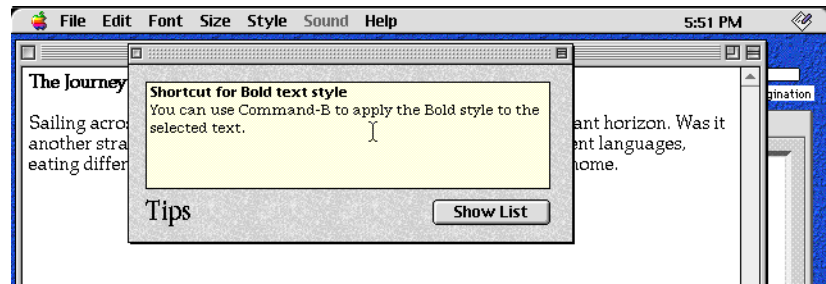 File Edit Font Size Style Sound Help 5:51 PM
The Journey
Shortcut for Bold text style
You can use Command-B to apply the Bold style to the
selected text.
Sailing acro
ant horizon. Was it
another stra
ent languages,
eating differ
home.
Tips
Show List
gination